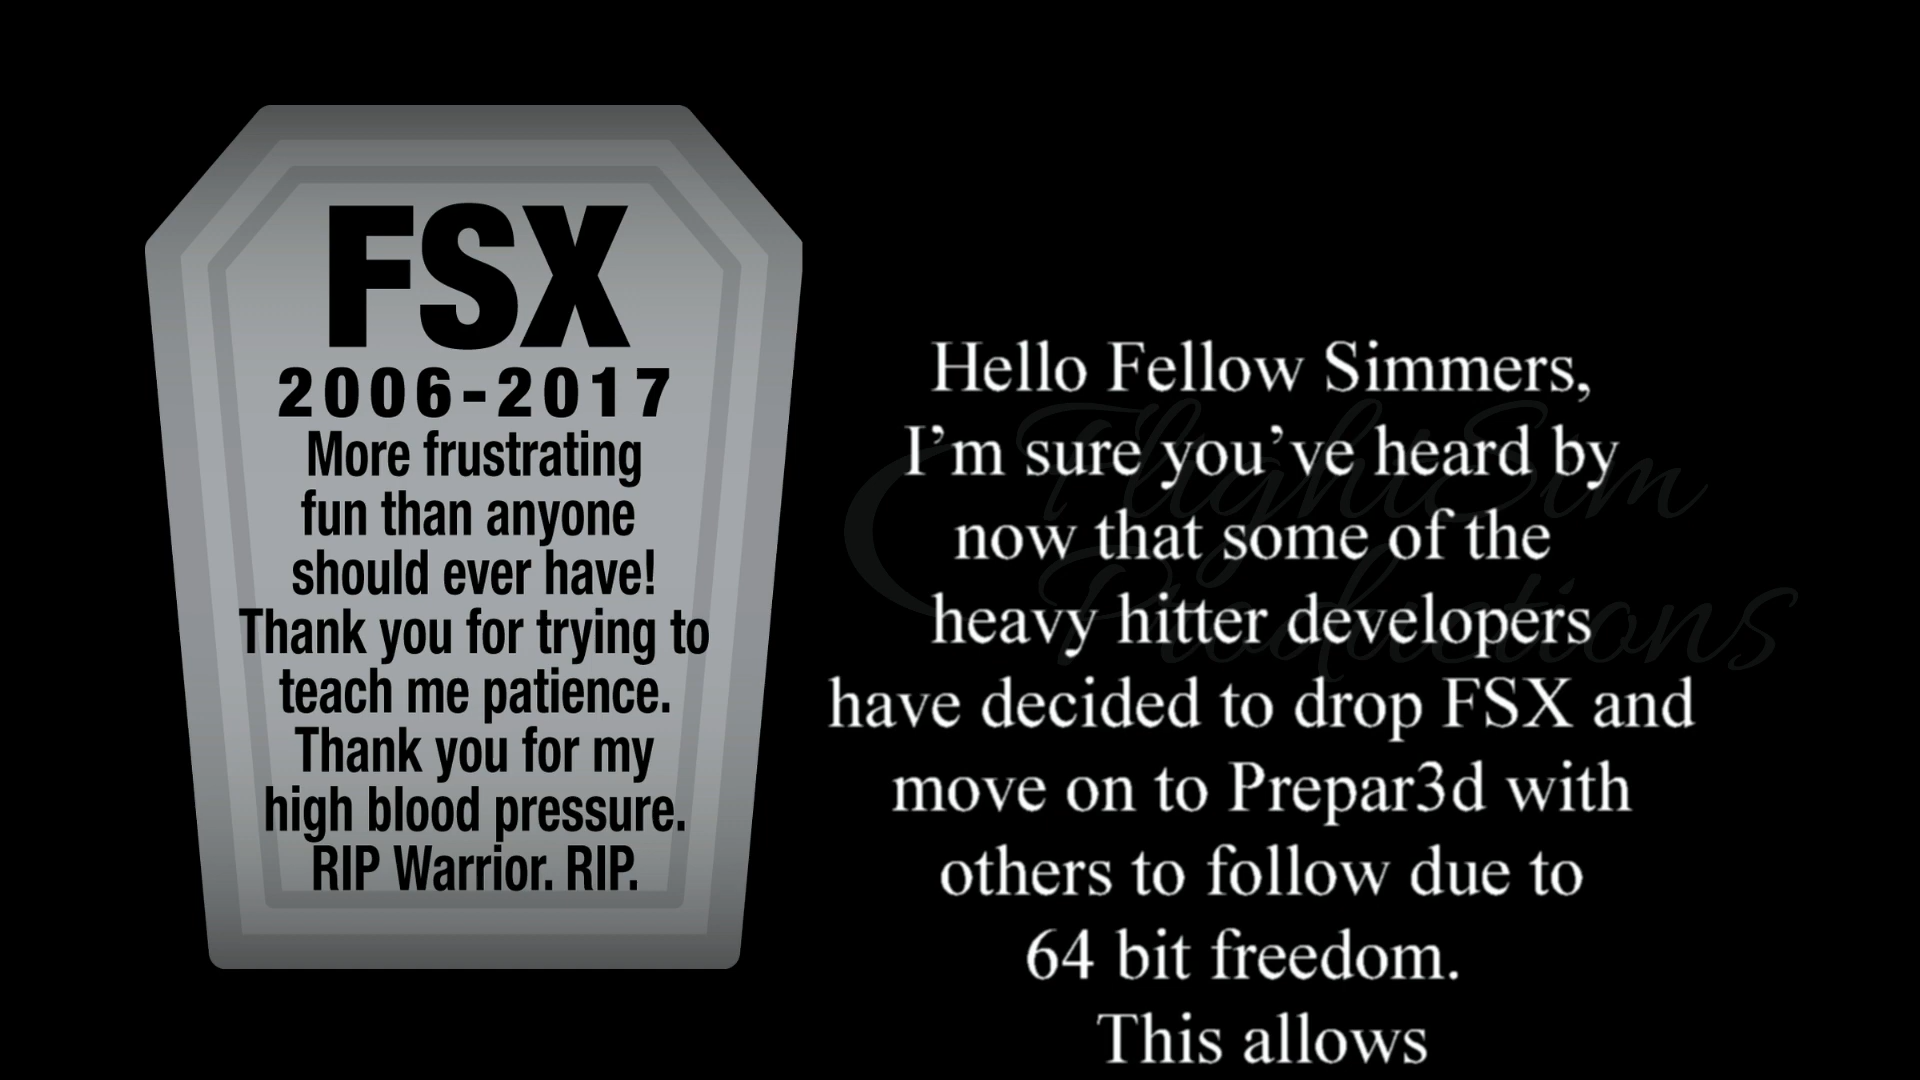 FSX
2006-2017
More frustrating
fun than anyone
should ever have!
Thank you for trying to
teach me patience.
Thank you for my
high blood pressure.
RIP Warrior. RIP.
Hello Fellow Simmers,
I’m sure you’ve heard by
now that some of the
heavy hitter developers
have decided to drop FSX and
move on to Prepar3d with
others to follow due to
64 bit freedom.
This allows
FlightSim
Productions